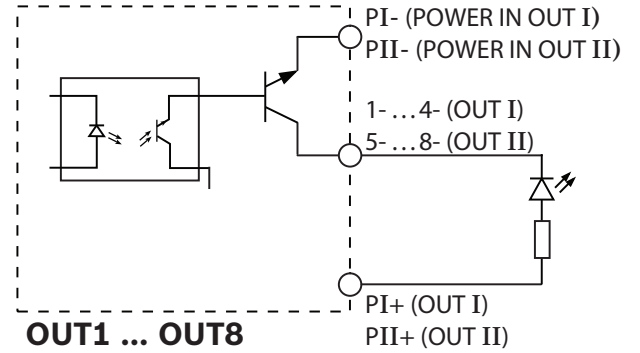 PI- (POWER IN OUT I)
PII- (POWER IN OUT II)
1- ...4- (OUT I)
5- ...8- (OUT II)
PI+ (OUT I)
PII+ (OUT II)
OUT1 ... OUT8